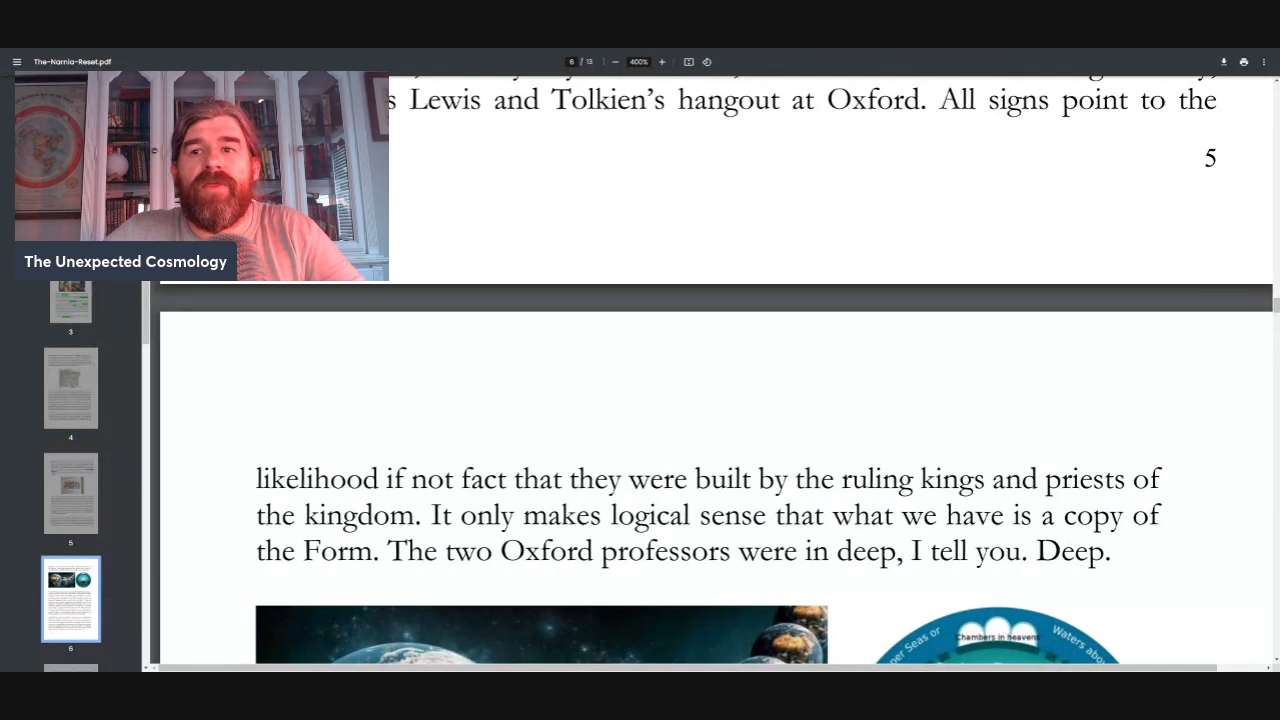 The-Narnia-Reset.pdf
6 / 13
400%
s Lewis and Tolkien's hangout at Oxford. All signs point to the
5
The Unexpected Cosmology
3
4
5
6
likelihood if not fact that they were built by the ruling kings and priests of
the kingdom. It only makes logical sense that what we have is a copy of
the Form. The two Oxford professors were in deep, I tell you. Deep.
Chambers in heavens
Seas or
Waters